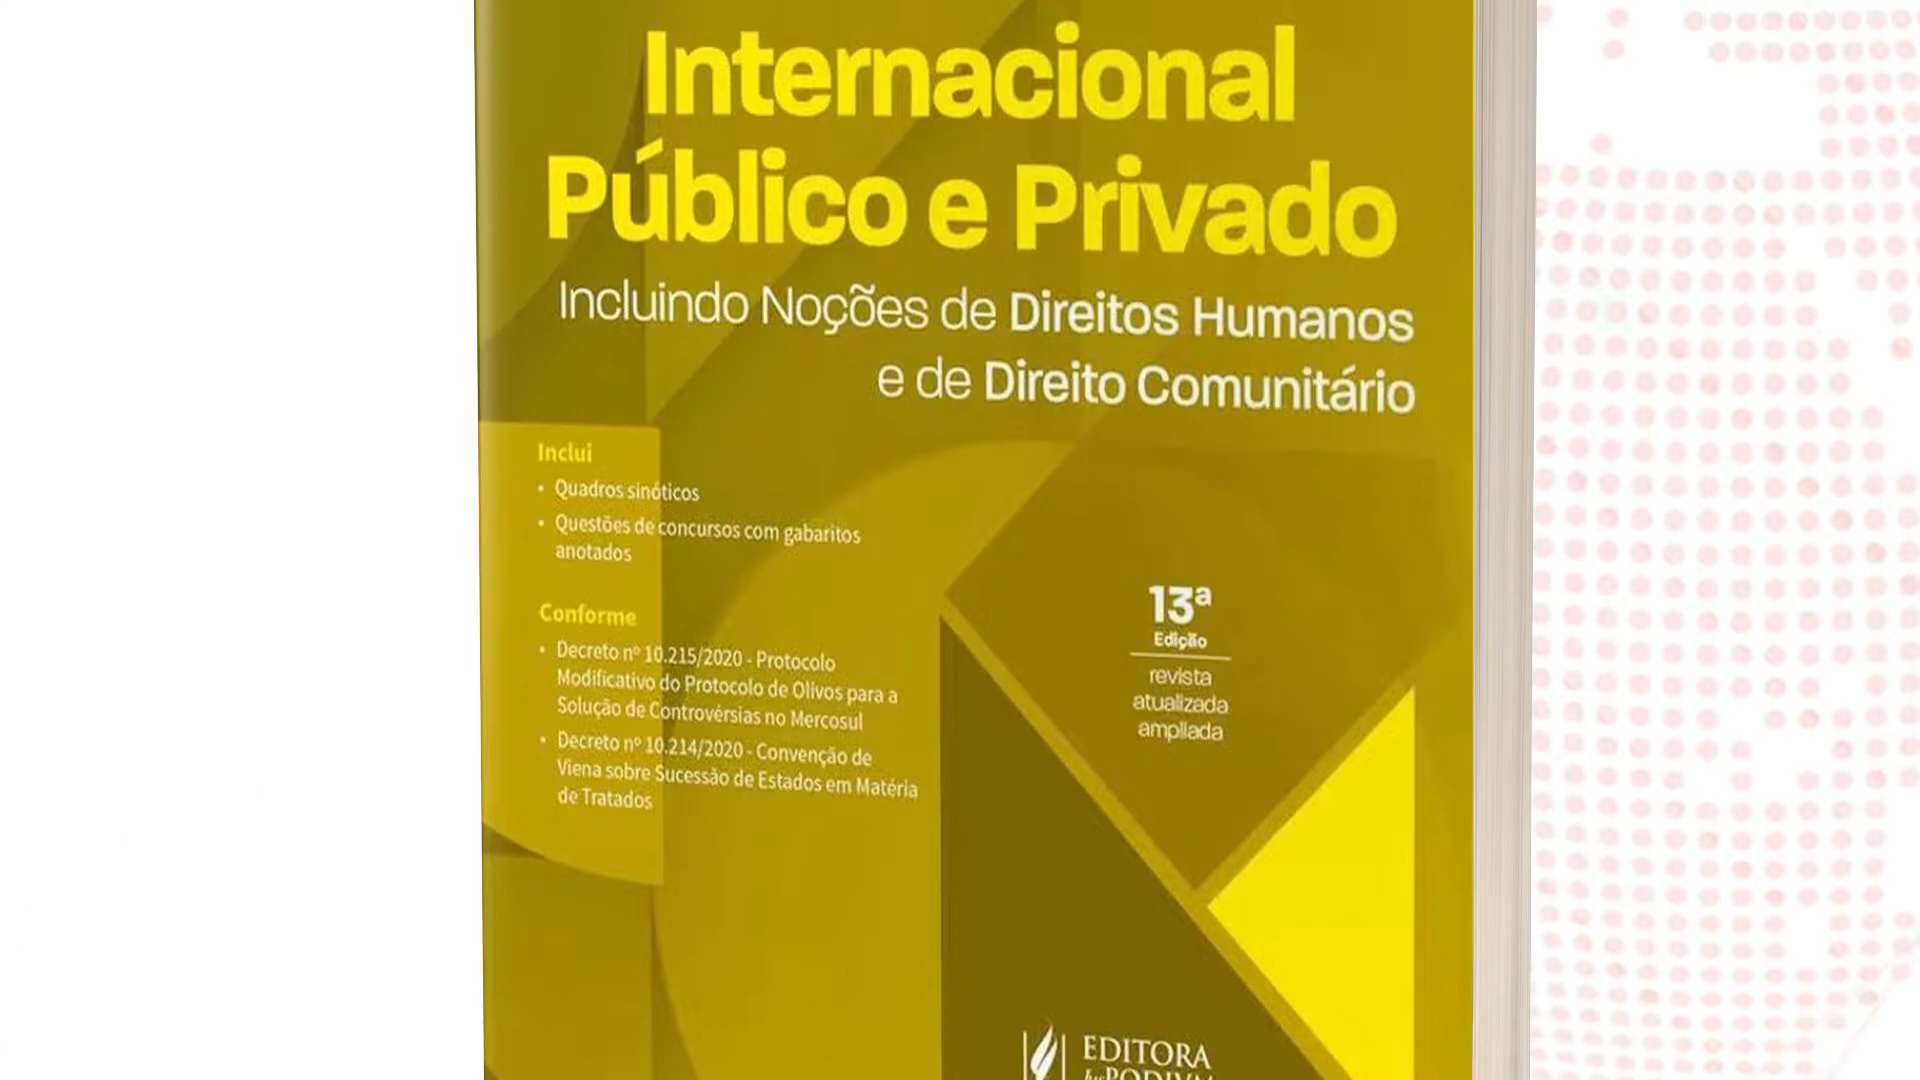 Internacional
Público e Privado
Incluindo Noções de Direitos Humanos
e de Direito Comunitário
Inclui
• Quadros sinóticos
• Questões de concursos com gabaritos
anotados
Conforme
• Decreto nº 10.215/2020 - Protocolo
Modificativo do Protocolo de Olivos para a
Solução de Controvérsias no Mercosul
• Decreto nº 10.214/2020 - Convenção de
Viena sobre Sucessão de Estados em Matéria
de Tratados
13ª
Edição
revista
atualizada
ampliada
EDITORA
JusPODIVM